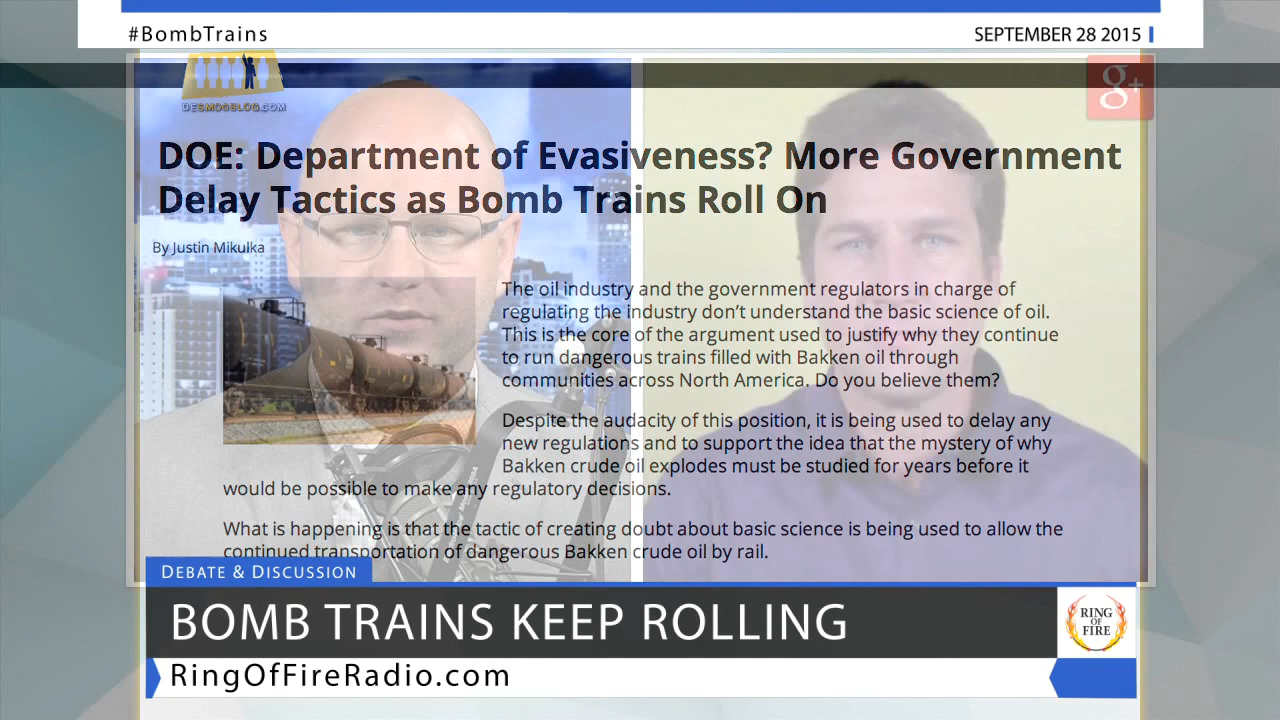 #BombTrains
SEPTEMBER 28 2015
g+
DESMOGBLOG.COM
DOE: Department of Evasiveness? More Government
Delay Tactics as Bomb Trains Roll On
By Justin Mikulka
The oil industry and the government regulators in charge of
regulating the industry don't understand the basic science of oil.
This is the core of the argument used to justify why they continue
to run dangerous trains filled with Bakken oil through
communities across North America. Do you believe them?
Despite the audacity of this position, it is being used to delay any
new regulations and to support the idea that the mystery of why
Bakken crude oil explodes must be studied for years before it
would be possible to make any regulatory decisions.
What is happening is that the tactic of creating doubt about basic science is being used to allow the
continued transportation of dangerous Bakken crude oil by rail.
DEBATE & DISCUSSION
BOMB TRAINS KEEP ROLLING
RING
OF
FIRE
RingOfFireRadio.com